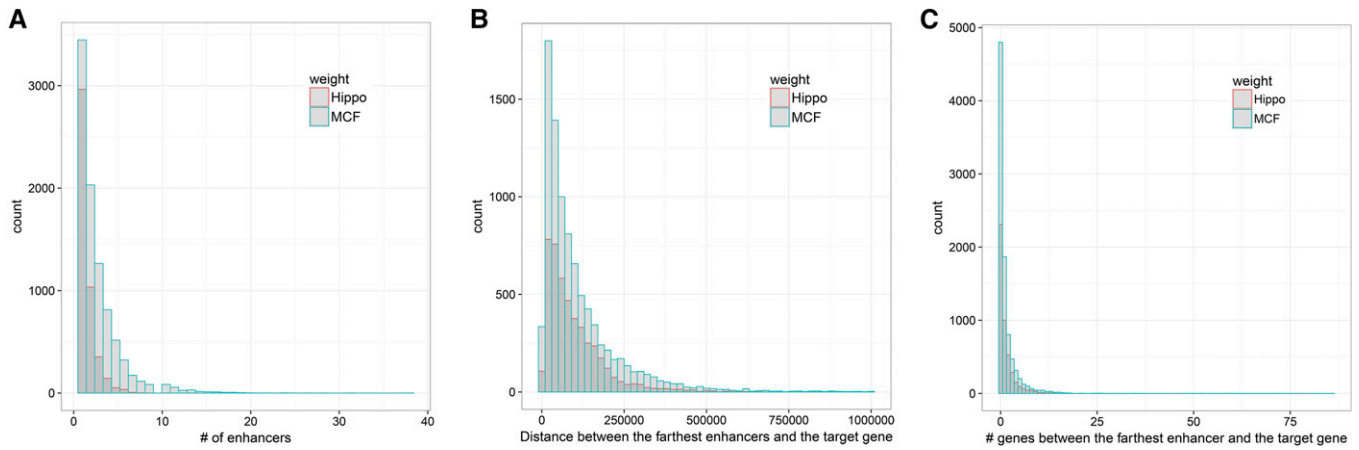 A
3000
2000
1000
0
count
0 10 20 30 40
# of enhancers
weight
Hippo
MCF
B
1500
1000
500
0
count
0 250000 500000 750000 1000000
Distance between the farthest enhancers and the target gene
weight
Hippo
MCF
C
5000
4000
3000
2000
1000
0
count
0 25 50 75
# genes between the farthest enhancer and the target gene
weight
Hippo
MCF